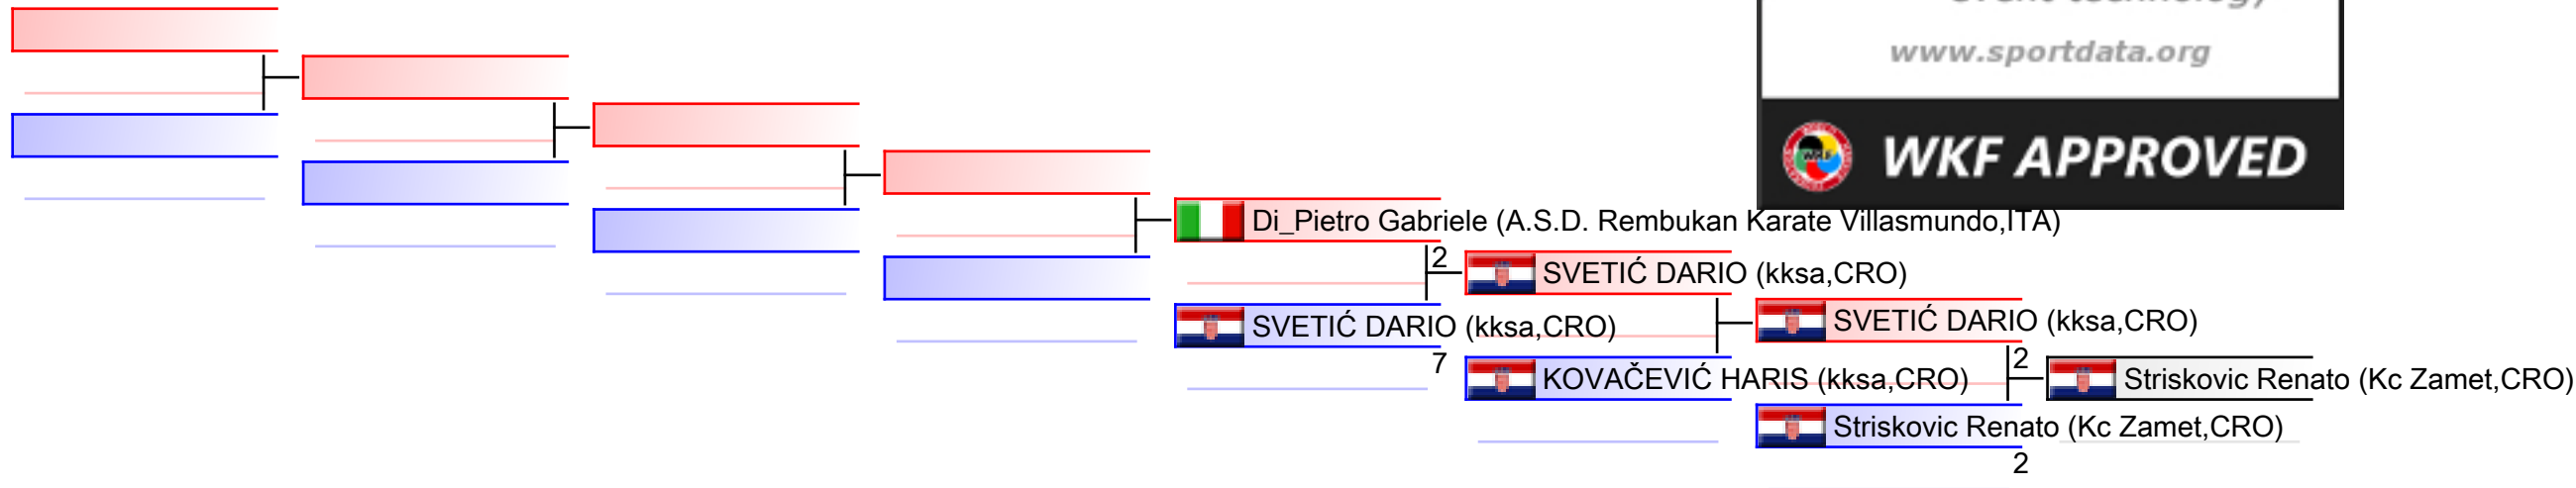 www.sportdata.org
WKF APPROVED
Di_Pietro Gabriele (A.S.D. Rembukan Karate Villasmundo,ITA)
2
SVETIĆ DARIO (kksa,CRO)
SVETIĆ DARIO (kksa,CRO)
SVETIĆ DARIO (kksa,CRO)
7
2
KOVAČEVIĆ HARIS (kksa,CRO)
Striskovic Renato (Kc Zamet,CRO)
Striskovic Renato (Kc Zamet,CRO)
2